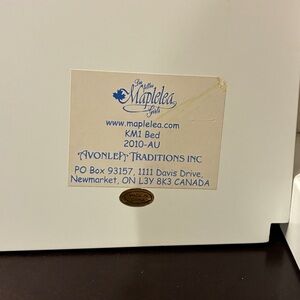 Maplelea
Girls
www.maplelea.com
KM1 Bed
2010-AU
AVONLEA TRADITIONS INC
PO Box 93157, 1111 Davis Drive,
Newmarket, ON L3Y 8K3 CANADA